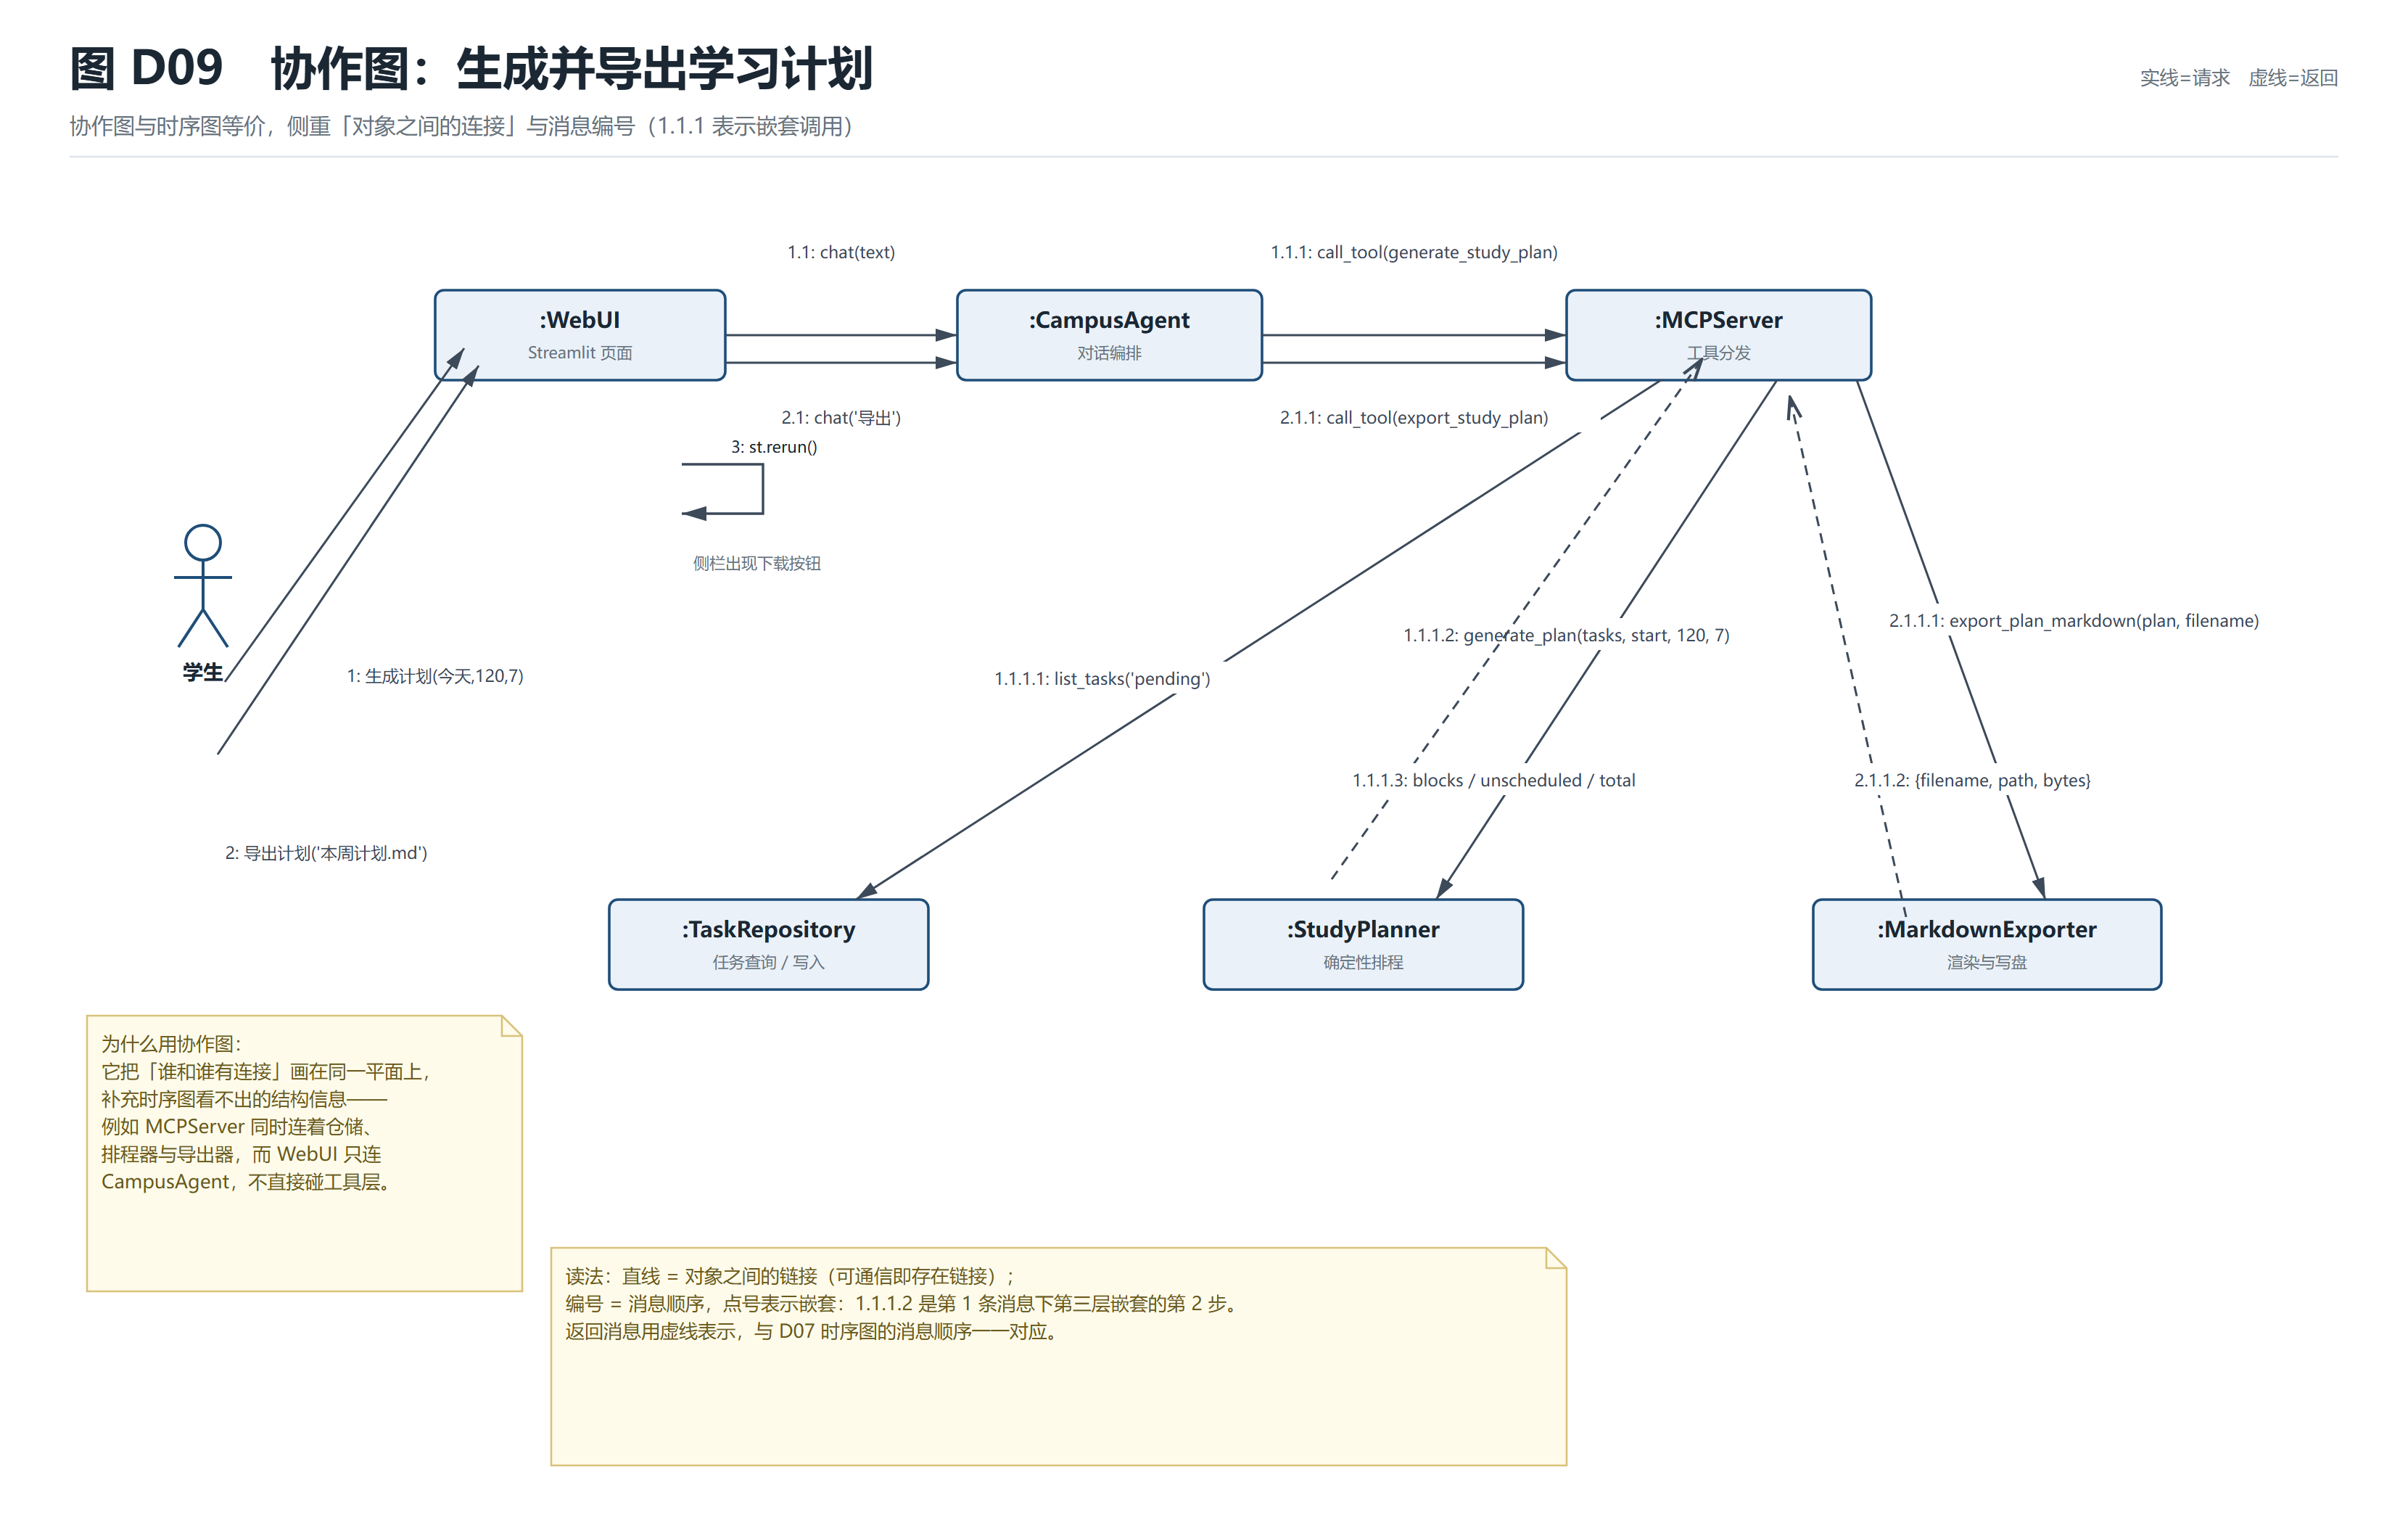 图 D09 协作图：生成并导出学习计划
实线=请求 虚线=返回
协作图与时序图等价，侧重「对象之间的连接」与消息编号（1.1.1 表示嵌套调用）
1.1: chat(text)
1.1.1: call_tool(generate_study_plan)
:WebUI
Streamlit 页面
:CampusAgent
对话编排
:MCPServer
工具分发
2.1: chat('导出')
2.1.1: call_tool(export_study_plan)
3: st.rerun()
侧栏出现下载按钮
学生
1: 生成计划(今天,120,7)
1.1.1.2: generate_plan(tasks, start, 120, 7)
2.1.1.1: export_plan_markdown(plan, filename)
1.1.1.1: list_tasks('pending')
1.1.1.3: blocks / unscheduled / total
2.1.1.2: {filename, path, bytes}
2: 导出计划('本周计划.md')
:TaskRepository
任务查询 / 写入
:StudyPlanner
确定性排程
:MarkdownExporter
渲染与写盘
为什么用协作图：
它把「谁和谁有连接」画在同一平面上，
补充时序图看不出的结构信息——
例如 MCPServer 同时连着仓储、
排程器与导出器，而 WebUI 只连
CampusAgent，不直接碰工具层。
读法：直线 = 对象之间的链接（可通信即存在链接）；
编号 = 消息顺序，点号表示嵌套：1.1.1.2 是第 1 条消息下第三层嵌套的第 2 步。
返回消息用虚线表示，与 D07 时序图的消息顺序一一对应。